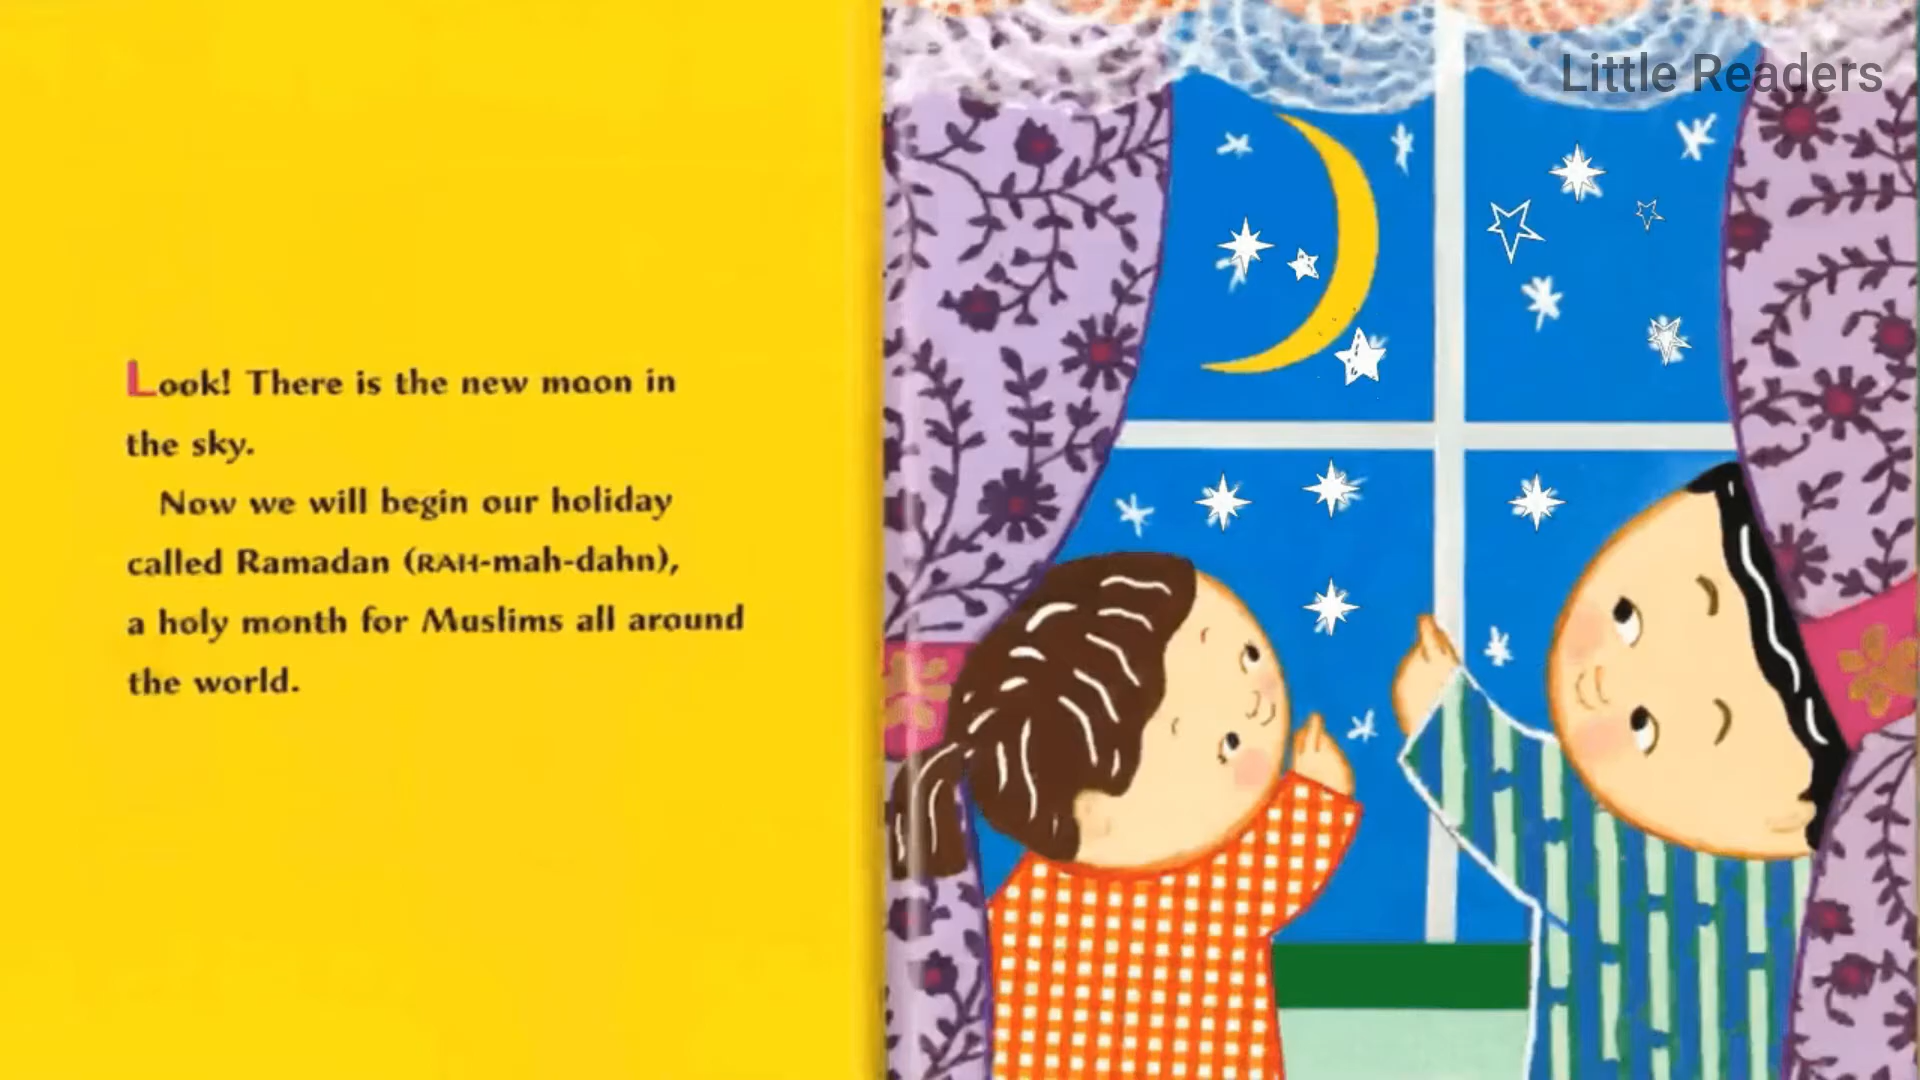 Little Readers
Look! There is the new moon in
the sky.
Now we will begin our holiday
called Ramadan (RAH-mah-dahn),
a holy month for Muslims all around
the world.